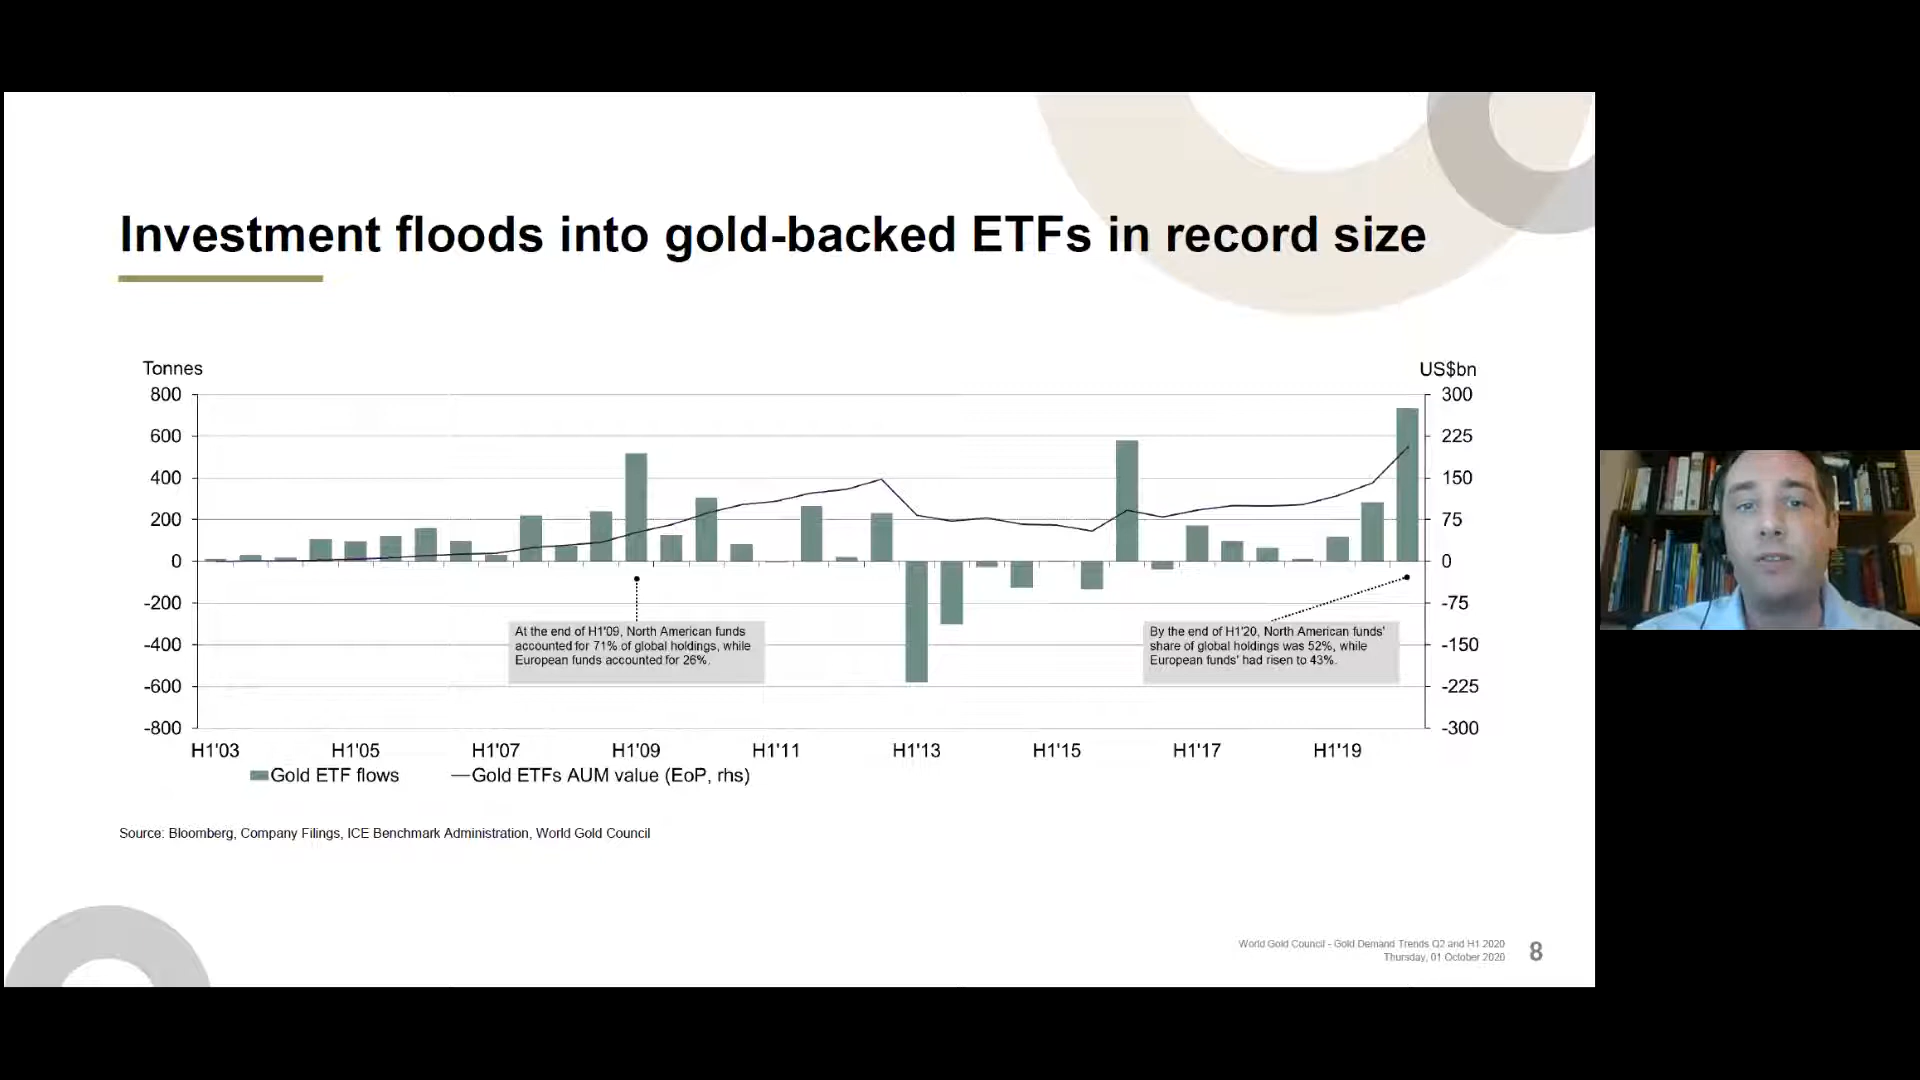 Investment floods into gold-backed ETFs in record size
Tonnes
US$bn
800
600
400
200
0
-200
-400
-600
-800
300
225
150
75
0
-75
-150
-225
-300
At the end of H1'09, North American funds
accounted for 71% of global holdings, while
European funds accounted for 26%.
By the end of H1'20, North American funds'
share of global holdings was 52%, while
European funds' had risen to 43%.
H1'03 H1'05 H1'07 H1'09 H1'11 H1'13 H1'15 H1'17 H1'19
Gold ETF flows
Gold ETFs AUM value (EoP, rhs)
Source: Bloomberg, Company Filings, ICE Benchmark Administration, World Gold Council
World Gold Council - Gold Demand Trends Q2 and H1 2020
Thursday, 01 October 2020
8